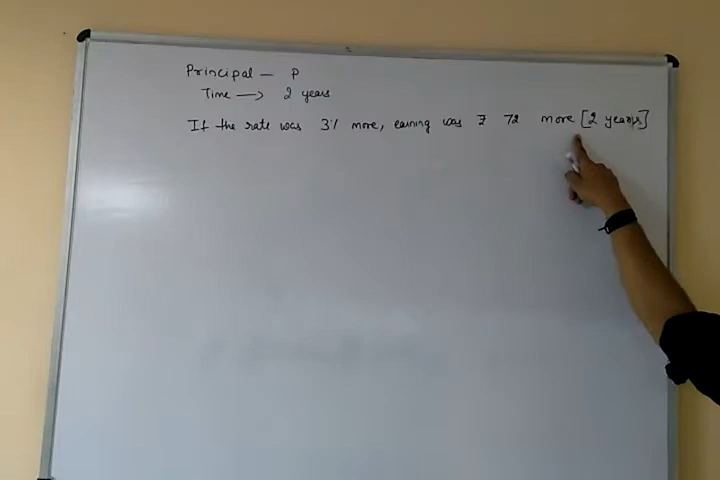 Principal — P
Time —> 2 years
If the rate was 3% more, earning was ₹ 72 more [2 years]